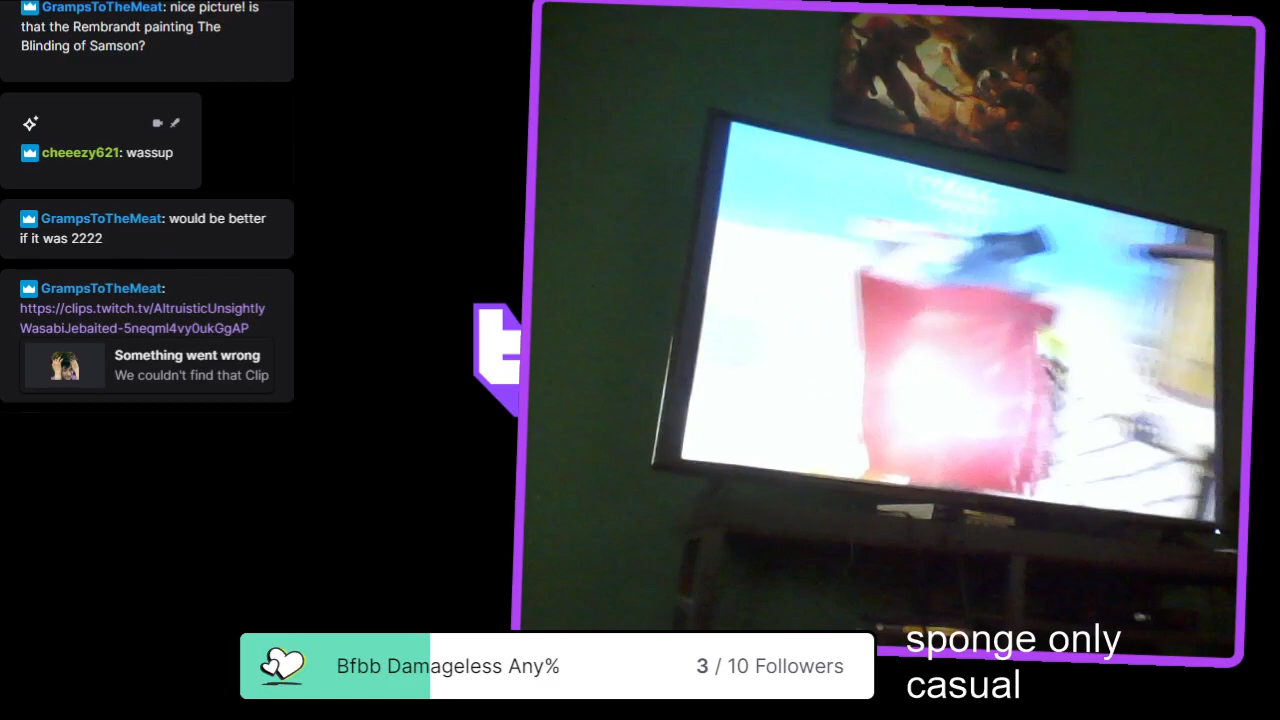 GrampsToTheMeat: nice picture! is
that the Rembrandt painting The
Blinding of Samson?
cheeezy621: wassup
GrampsToTheMeat: would be better
if it was 2222
GrampsToTheMeat:
https://clips.twitch.tv/AltruisticUnsightly
WasabiJebaited-5neqml4vy0ukGgAP
Something went wrong
We couldn't find that Clip
Bfbb Damageless Any% 3 / 10 Followers
sponge only
casual